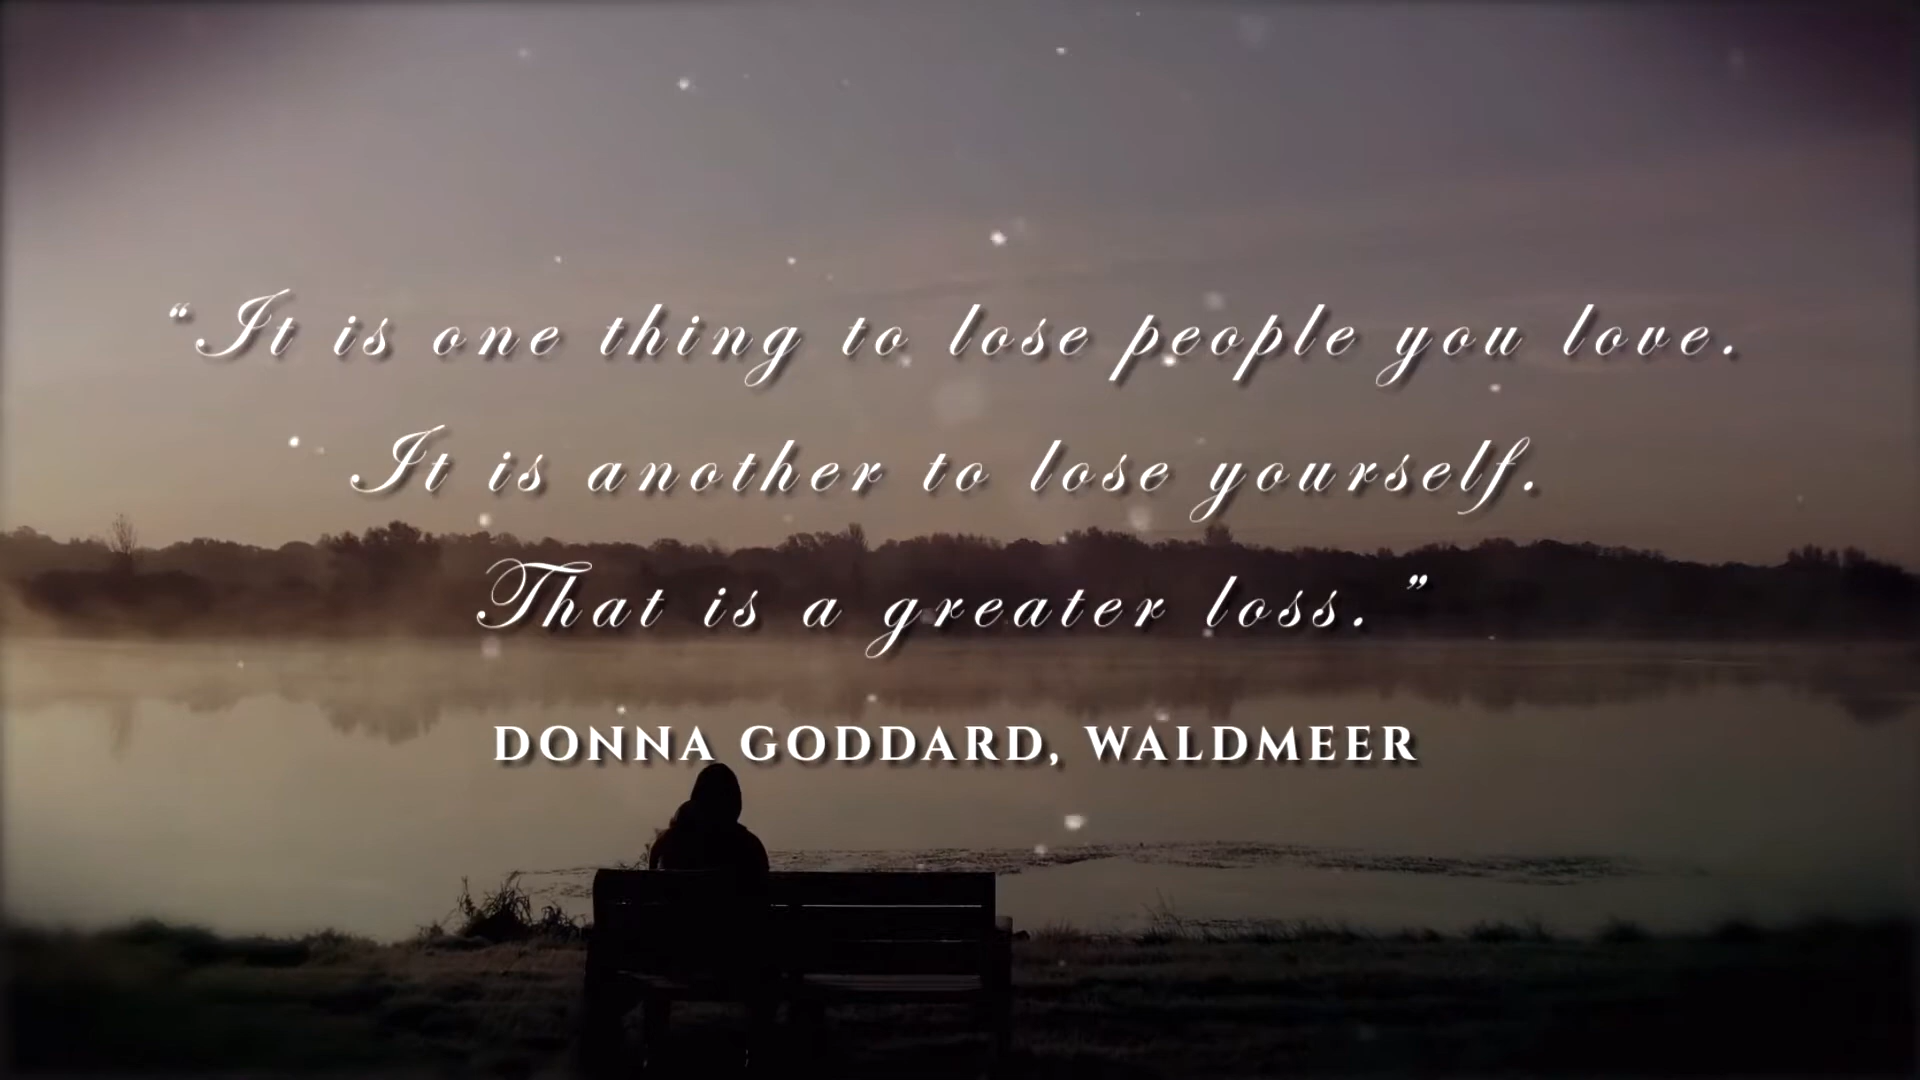 “It is one thing to lose people you love.
It is another to lose yourself.
That is a greater loss.”
DONNA GODDARD, WALDMEER